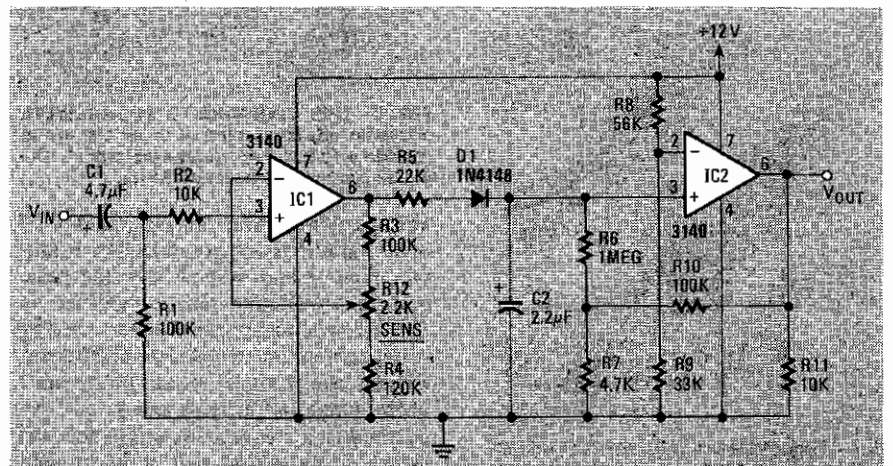 +12V
R8
56K
3140
2
7
IC1
6
3
+
4
R5
22K
D1
1N4148
2
7
IC2
6
3
+
4
3140
VOUT
C1
4.7µF
+
VIN
R2
10K
R3
100K
R12
2.2K
SENS
R4
120K
R1
100K
+
C2
2.2µF
R6
1MEG
R10
100K
R7
4.7K
R9
33K
R11
10K